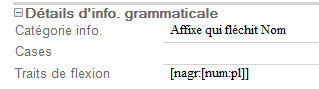 Détails d'info. grammaticale
Catégorie info. Affixe qui fléchit Nom
Cases
Traits de flexion [nagr:[num:pl]]